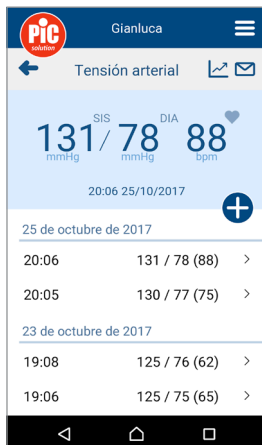 PiC
solution
Gianluca
Tensión arterial
SIS DIA
131/ 78 88
mmHg mmHg bpm
20:06 25/10/2017
25 de octubre de 2017
20:06 131 / 78 (88)
20:05 130 / 77 (75)
23 de octubre de 2017
19:08 125 / 76 (62)
19:06 125 / 75 (65)